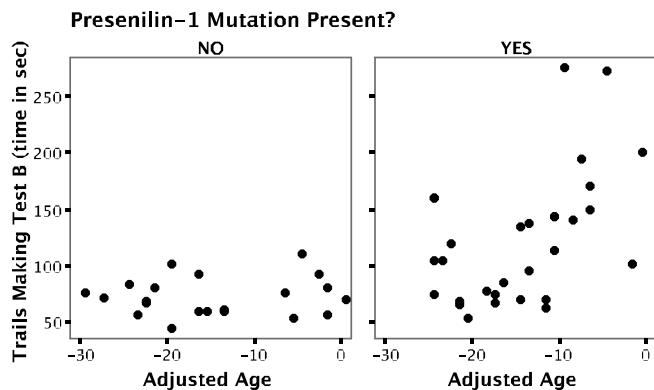 Presenilin-1 Mutation Present?
NO YES
Trails Making Test B (time in sec)
250
200
150
100
50
-30 -20 -10 0 -30 -20 -10 0
Adjusted Age Adjusted Age